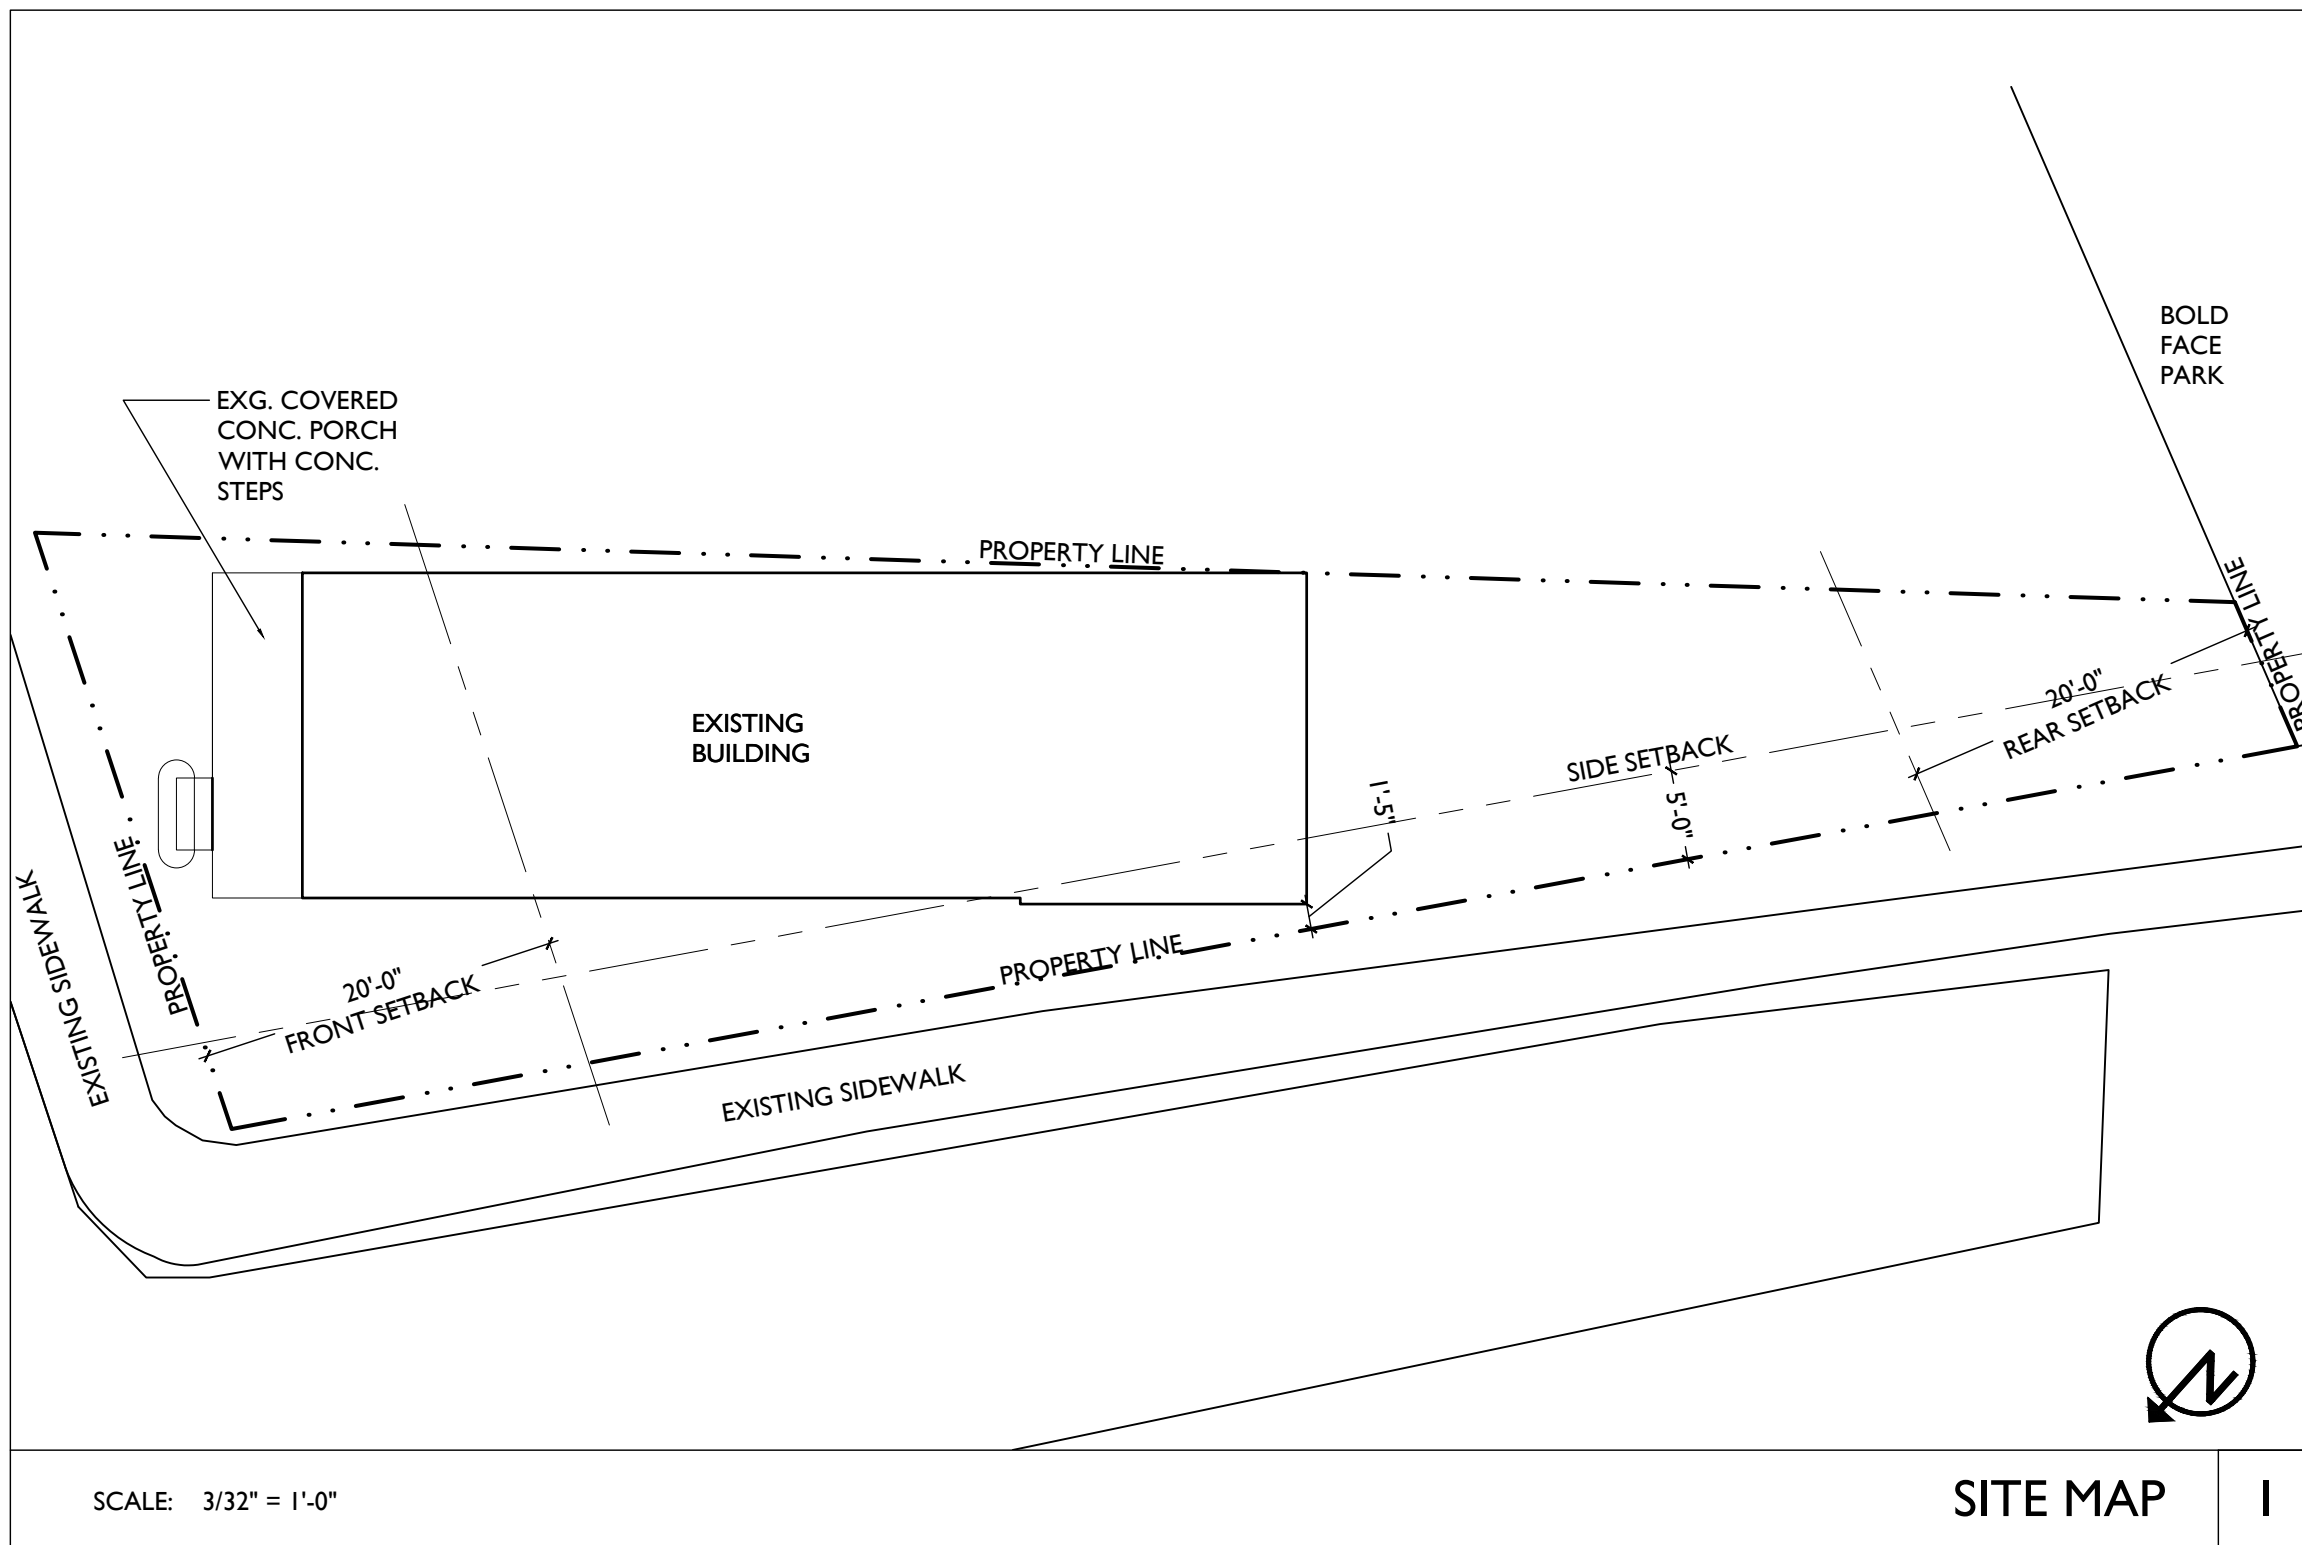 BOLD
FACE
PARK
EXG. COVERED
CONC. PORCH
WITH CONC.
STEPS
PROPERTY LINE
PROPERTY LINE
EXISTING
BUILDING
20'-0"
REAR SETBACK
SIDE SETBACK
5'-0"
1'-5"
PROPERTY LINE
EXISTING SIDEWALK
20'-0"
FRONT SETBACK
PROPERTY LINE
EXISTING SIDEWALK
N
SCALE: 3/32" = 1'-0"
SITE MAP
1